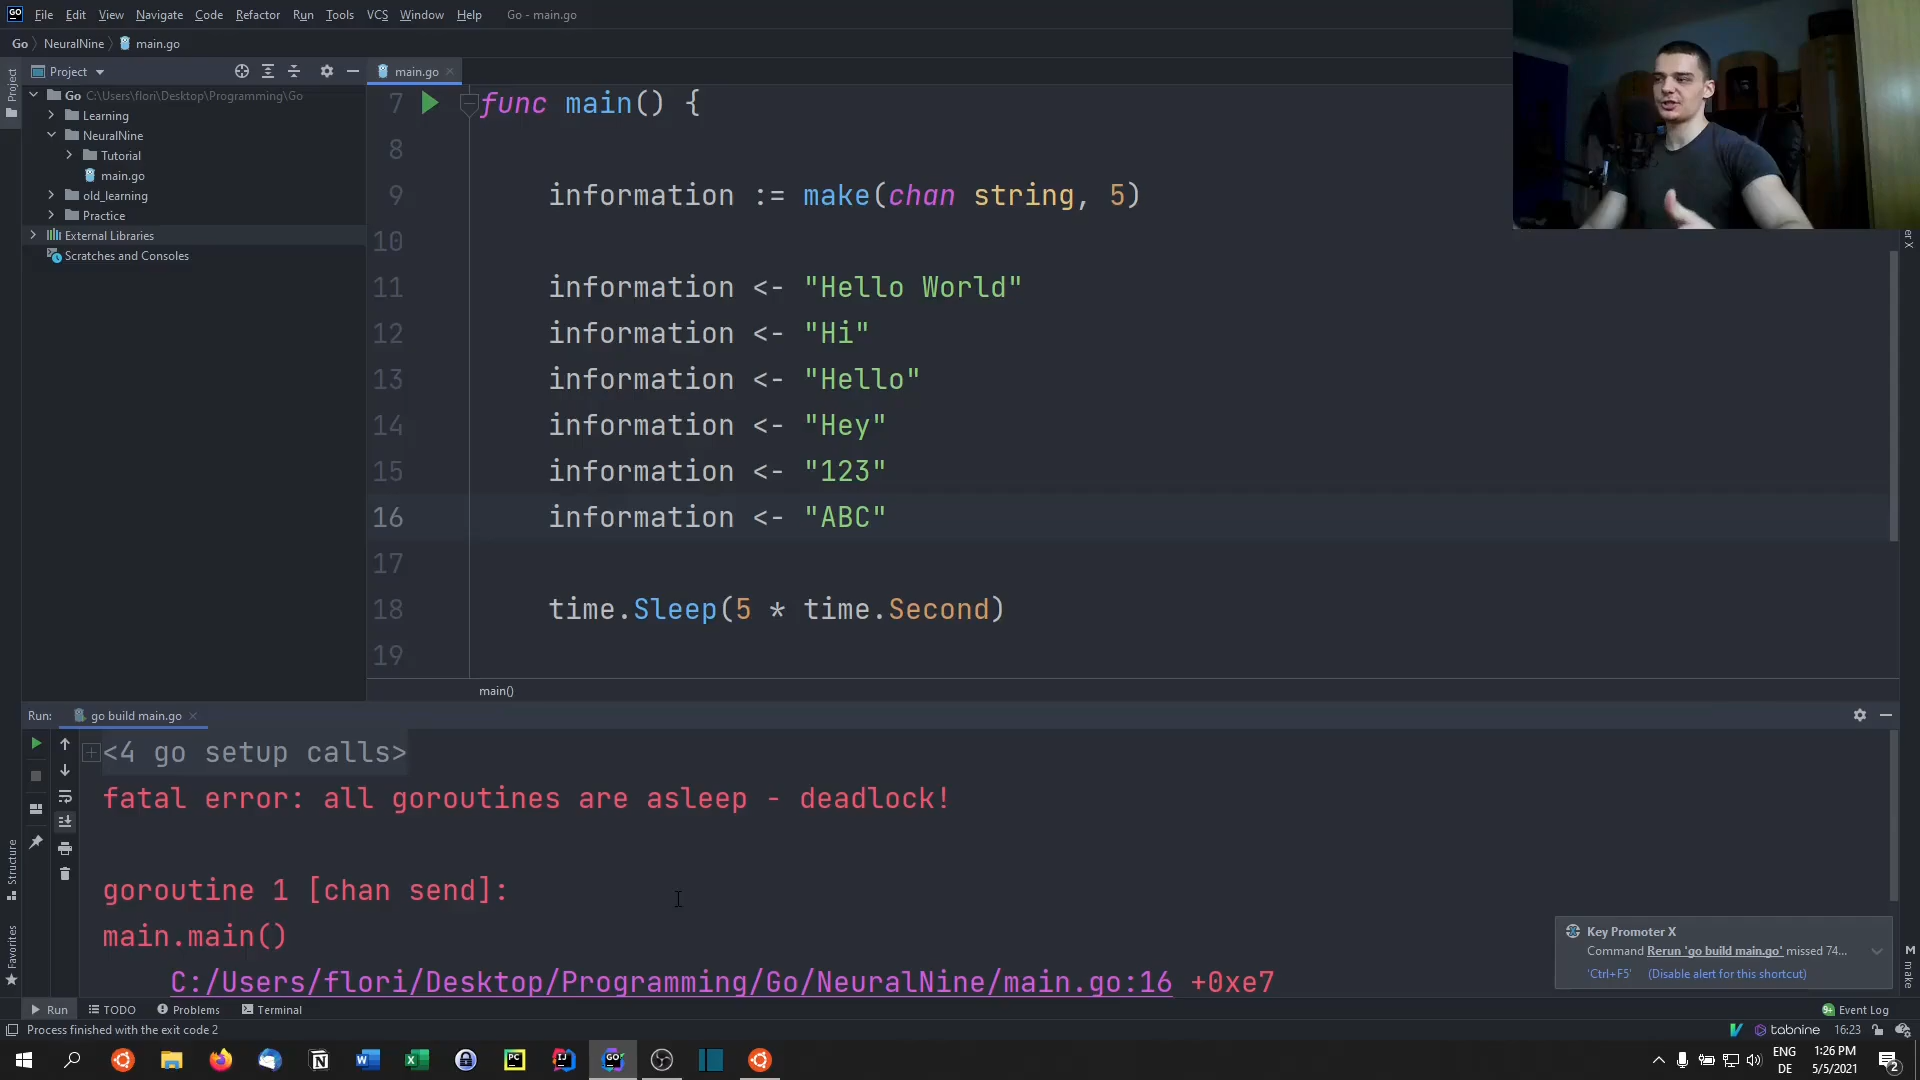 File Edit View Navigate Code Refactor Run Tools VCS Window Help Go - main.go
Go NeuralNine main.go
Project
Project
main.go
Go C:\Users\flori\Desktop\Programming\Go
Learning
NeuralNine
Tutorial
main.go
old_learning
Practice
External Libraries
Scratches and Consoles
7 func main() {
8
9 information := make(chan string, 5)
10
11 information <- "Hello World"
12 information <- "Hi"
13 information <- "Hello"
14 information <- "Hey"
15 information <- "123"
16 information <- "ABC"
17
18 time.Sleep(5 * time.Second)
19
main()
er X
Run: go build main.go
<4 go setup calls>
fatal error: all goroutines are asleep - deadlock!
goroutine 1 [chan send]:
main.main()
C:/Users/flori/Desktop/Programming/Go/NeuralNine/main.go:16 +0xe7
Structure
Favorites
Key Promoter X
Command Rerun 'go build main.go' missed 74...
'Ctrl+F5' (Disable alert for this shortcut)
M make
Run TODO Problems Terminal
9+ Event Log
Process finished with the exit code 2
tabnine 16:23
ENG
DE
1:26 PM
5/5/2021
2